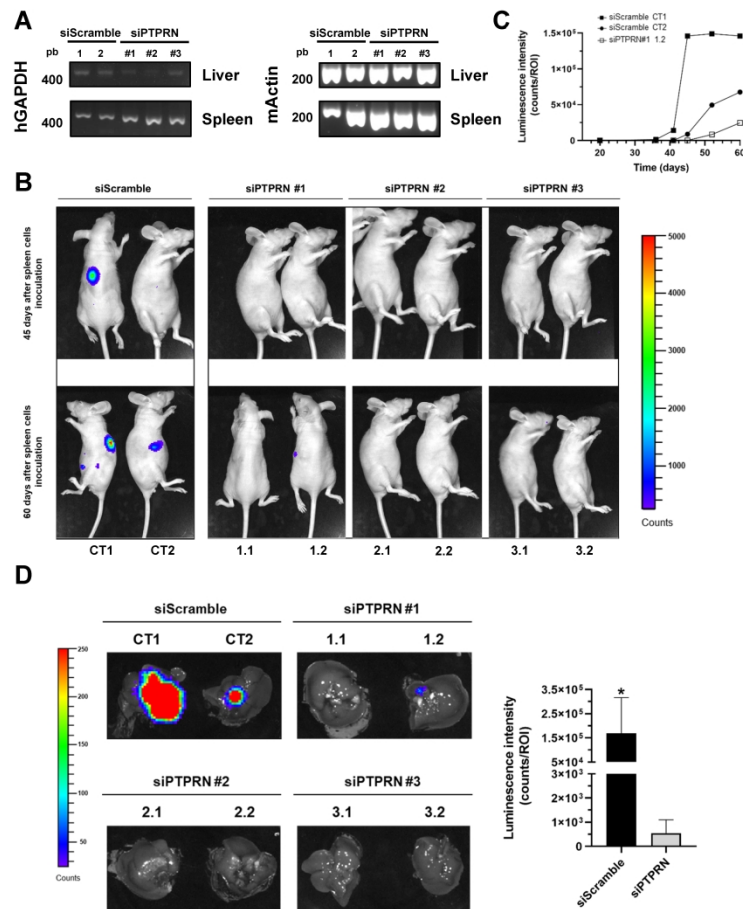 A
siScramble siPTPRN
pb 1 2 #1 #2 #3
hGAPDH
400 Liver
400 Spleen
siScramble siPTPRN
1 2 #1 #2 #3
mActin
200 Liver
200 Spleen
C
siScramble CT1
siScramble CT2
siPTPRN#1 1.2
Luminescence intensity
(counts/ROI)
1.5×10⁵
1.0×10⁵
5×10⁴
0
20 30 40 50 60
Time (days)
B
siScramble siPTPRN #1 siPTPRN #2 siPTPRN #3
45 days after spleen cells
inoculation
60 days after spleen cells
inoculation
CT1 CT2 1.1 1.2 2.1 2.2 3.1 3.2
5000
4000
3000
2000
1000
Counts
D
250
200
150
100
50
Counts
siScramble siPTPRN #1
CT1 CT2 1.1 1.2
siPTPRN #2 siPTPRN #3
2.1 2.2 3.1 3.2
Luminescence intensity
(counts/ROI)
3.5×10⁵
2.5×10⁵
1.5×10⁵
5×10⁴
3×10³
2×10³
1×10³
0
*
siScramble
siPTPRN